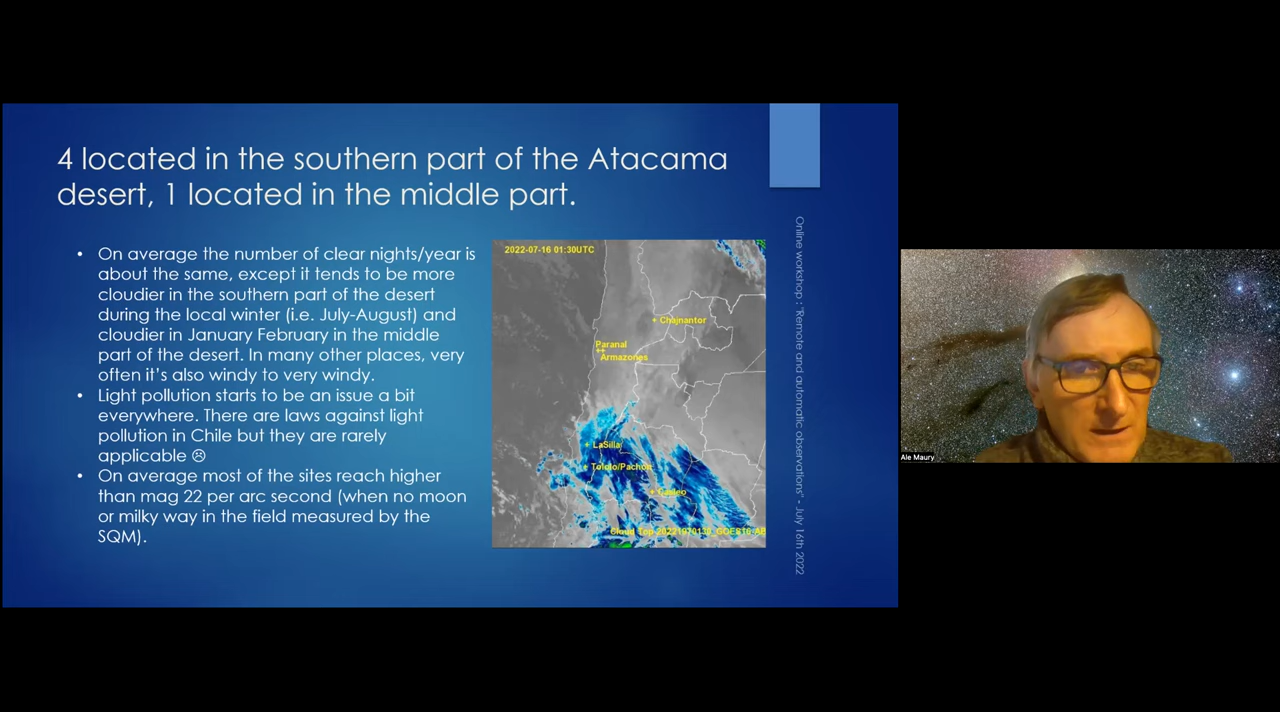 4 located in the southern part of the Atacama
desert, 1 located in the middle part.
• On average the number of clear nights/year is
about the same, except it tends to be more
cloudier in the southern part of the desert
during the local winter (i.e. July-August) and
cloudier in January February in the middle
part of the desert. In many other places, very
often it's also windy to very windy.
• Light pollution starts to be an issue a bit
everywhere. There are laws against light
pollution in Chile but they are rarely
applicable ☹
• On average most of the sites reach higher
than mag 22 per arc second (when no moon
or milky way in the field measured by the
SQM).
2022-07-16 01:30UTC
+ Chajnantor
Paranal
Armazones
+ LaSilla
+ Tololo/Pachon
+ Casleo
Cloud Top
Online workshop : "Remote and automatic observations" - July 16th 2022
Ale Maury